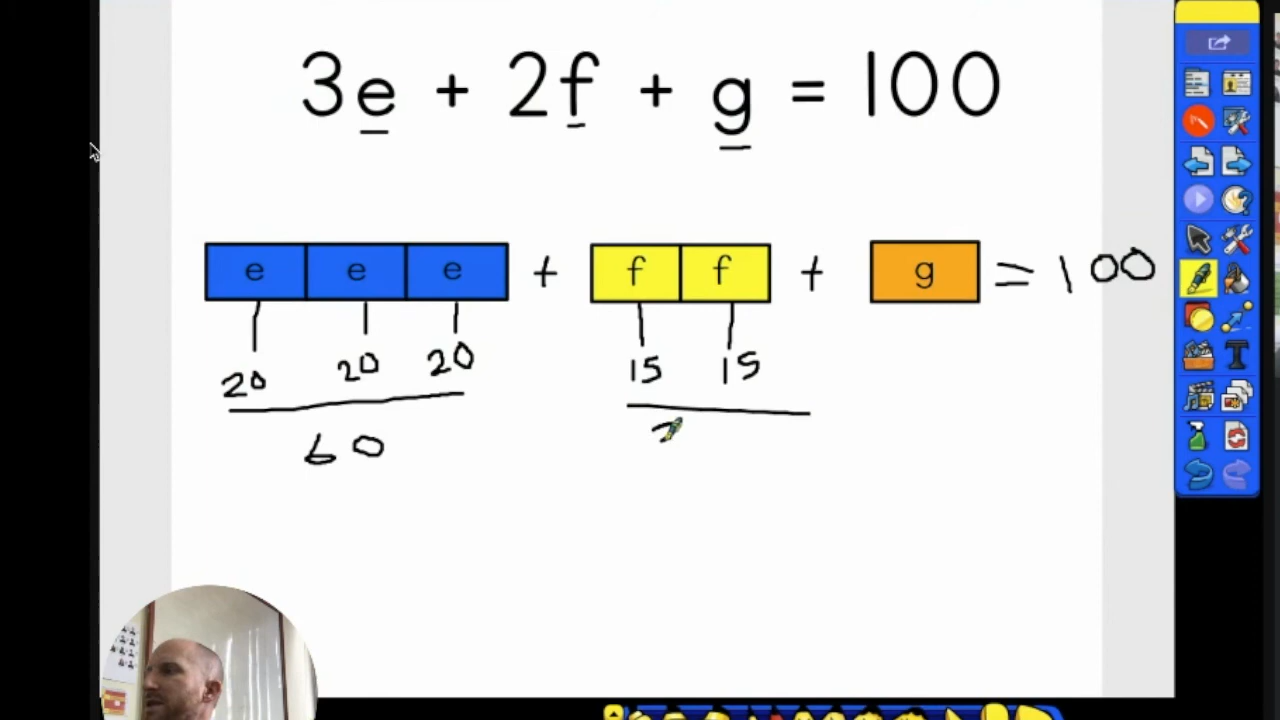 3e + 2f + g = 100
e e e + f f + g = 100
20 20 20 15 15
60